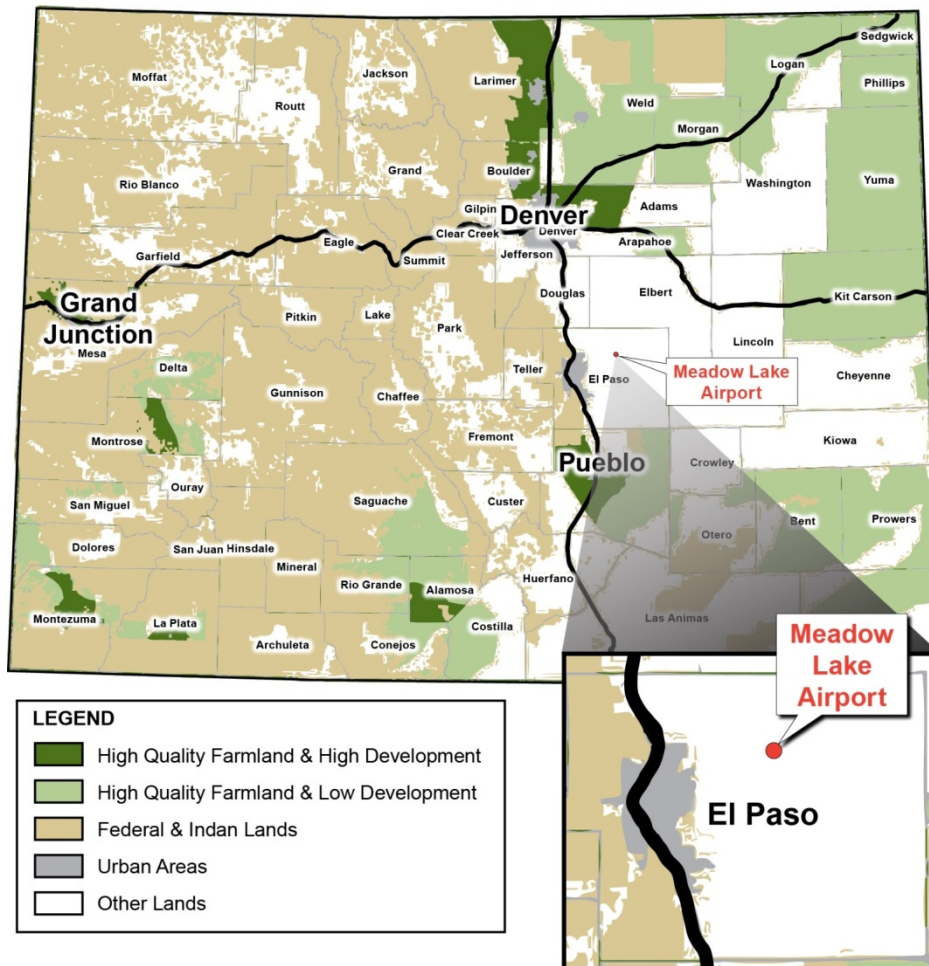 Sedgwick
Moffat
Jackson
Larimer
Logan
Phillips
Routt
Weld
Morgan
Grand
Boulder
Rio Blanco
Washington
Yuma
Gilpin
Adams
Denver
Denver
Clear Creek
Eagle
Arapahoe
Garfield
Summit
Jefferson
Grand
Junction
Douglas
Elbert
Kit Carson
Pitkin
Lake
Park
Mesa
Lincoln
Delta
Teller
El Paso
Meadow Lake
Airport
Cheyenne
Gunnison
Chaffee
Montrose
Fremont
Kiowa
Pueblo
Crowley
Ouray
San Miguel
Saguache
Custer
Bent
Prowers
Otero
Dolores
San Juan
Hinsdale
Mineral
Huerfano
Rio Grande
Alamosa
Montezuma
La Plata
Costilla
Las Animas
Archuleta
Conejos
Meadow
Lake
Airport
El Paso
LEGEND
High Quality Farmland & High Development
High Quality Farmland & Low Development
Federal & Indan Lands
Urban Areas
Other Lands